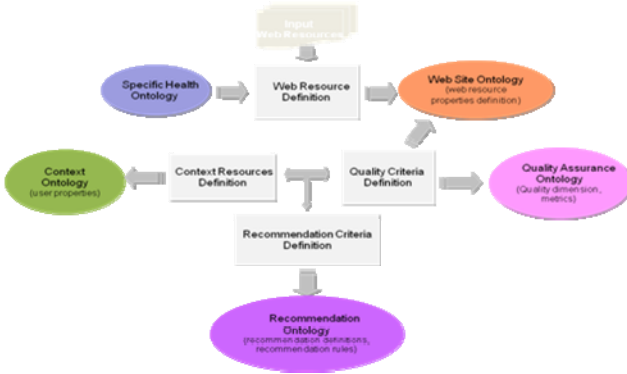 Input
Web Resources
Specific Health
Ontology
Web Resource
Definition
Web Site Ontology
(web resource
properties definition)
Context
Ontology
(user properties)
Context Resources
Definition
Quality Criteria
Definition
Quality Assurance
Ontology
(Quality dimension,
metrics)
Recommendation Criteria
Definition
Recommendation
Ontology
(recommendation definitions,
recommendation rules)